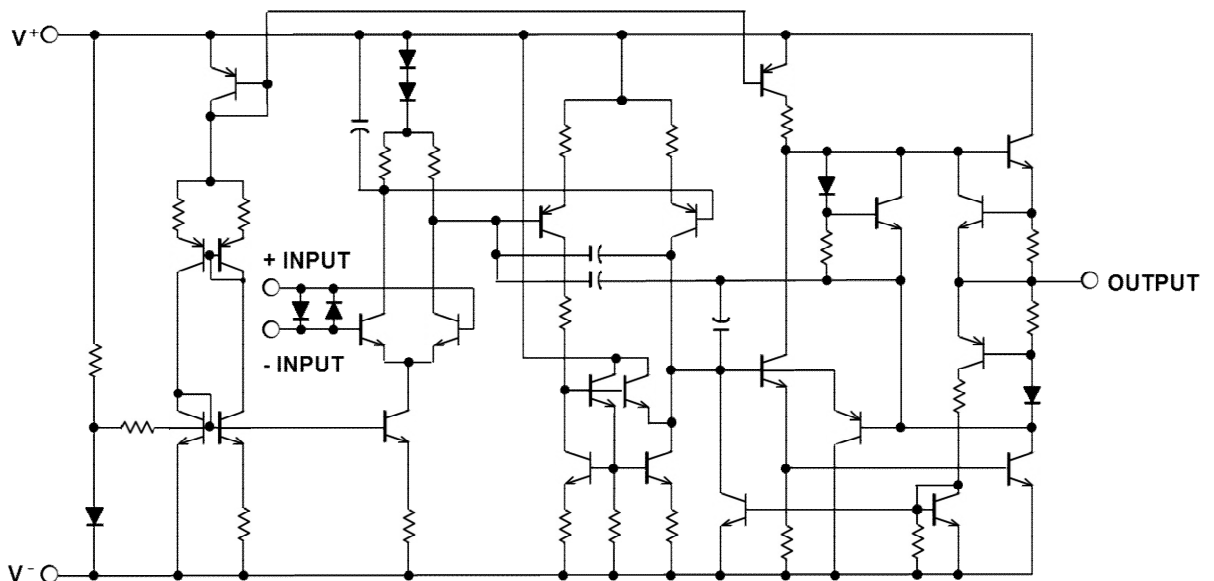 V+
+ INPUT
OUTPUT
- INPUT
V-